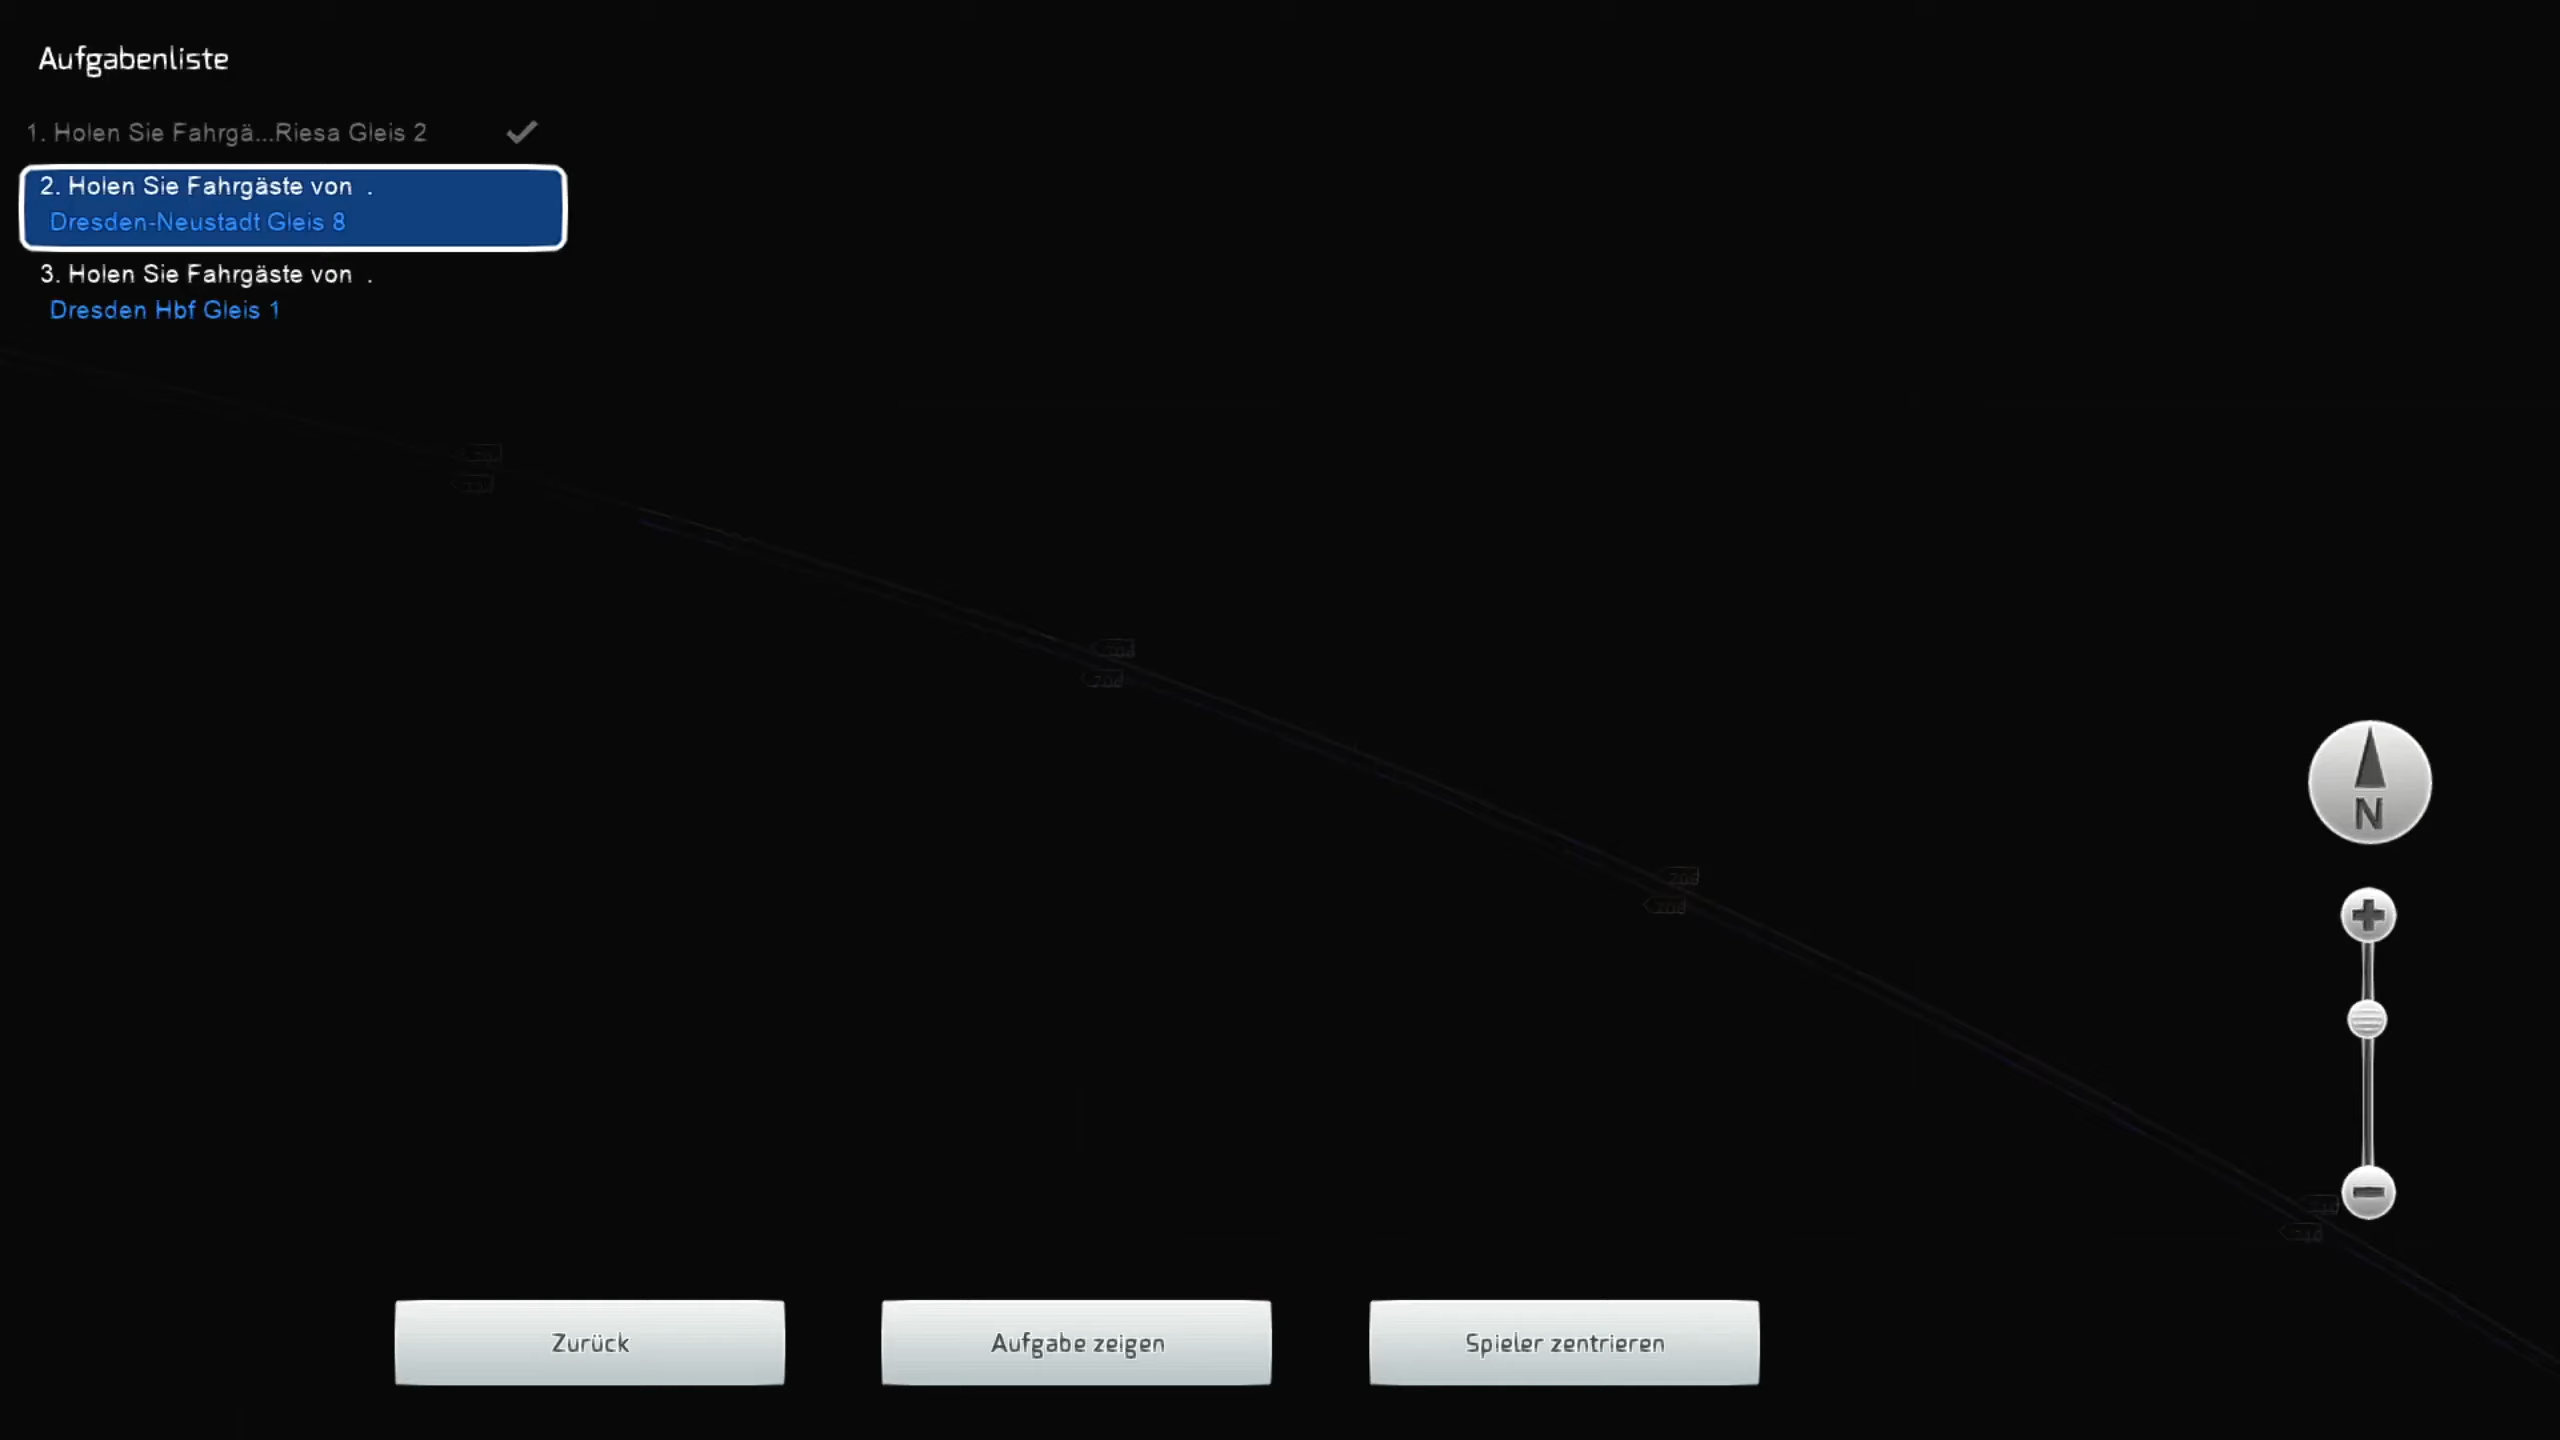 Aufgabenliste
1. Holen Sie Fahrgä...Riesa Gleis 2
2. Holen Sie Fahrgäste von .
Dresden-Neustadt Gleis 8
3. Holen Sie Fahrgäste von .
Dresden Hbf Gleis 1
N
Zurück
Aufgabe zeigen
Spieler zentrieren